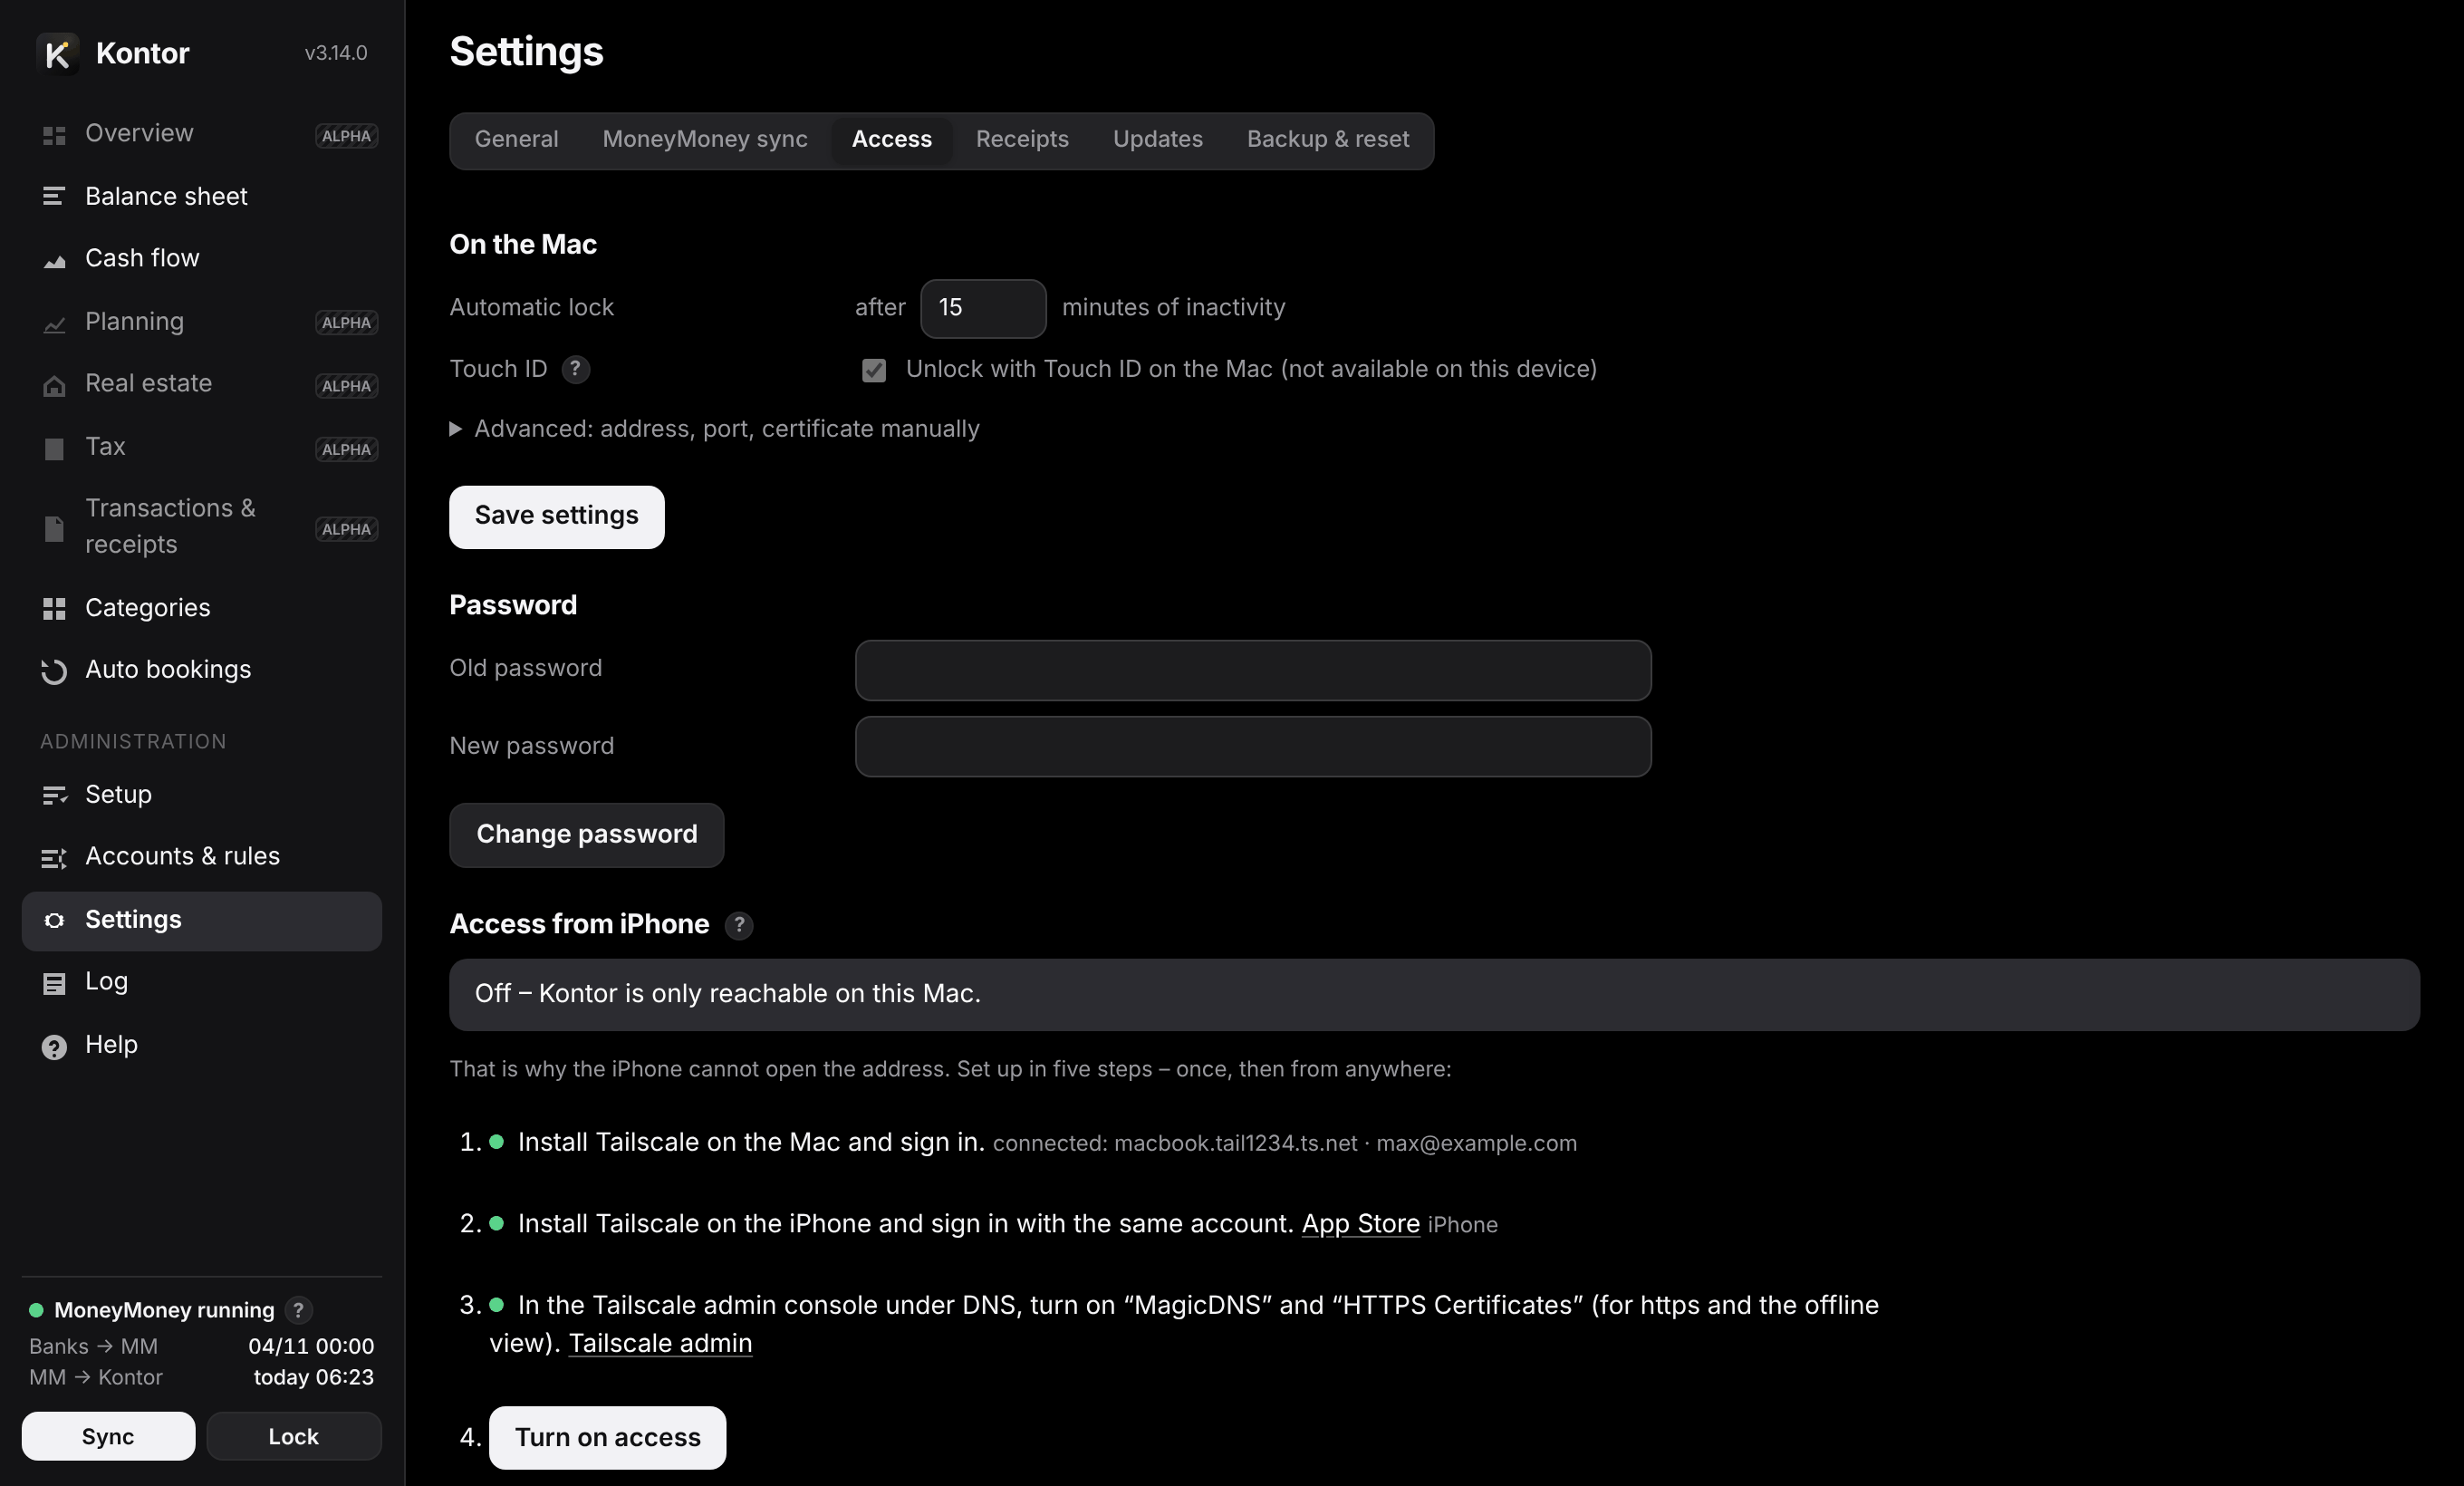 Kontor
v3.14.0
Overview
ALPHA
Balance sheet
Cash flow
Planning
ALPHA
Real estate
ALPHA
Tax
ALPHA
Transactions &
receipts
ALPHA
Categories
Auto bookings
ADMINISTRATION
Setup
Accounts & rules
Settings
Log
Help
MoneyMoney running ?
Banks → MM 04/11 00:00
MM → Kontor today 06:23
Sync
Lock
Settings
General
MoneyMoney sync
Access
Receipts
Updates
Backup & reset
On the Mac
Automatic lock
after 15 minutes of inactivity
Touch ID ?
Unlock with Touch ID on the Mac (not available on this device)
Advanced: address, port, certificate manually
Save settings
Password
Old password
New password
Change password
Access from iPhone ?
Off – Kontor is only reachable on this Mac.
That is why the iPhone cannot open the address. Set up in five steps – once, then from anywhere:
1. Install Tailscale on the Mac and sign in. connected: macbook.tail1234.ts.net · max@example.com
2. Install Tailscale on the iPhone and sign in with the same account. App Store iPhone
3. In the Tailscale admin console under DNS, turn on “MagicDNS” and “HTTPS Certificates” (for https and the offline
view). Tailscale admin
4. Turn on access